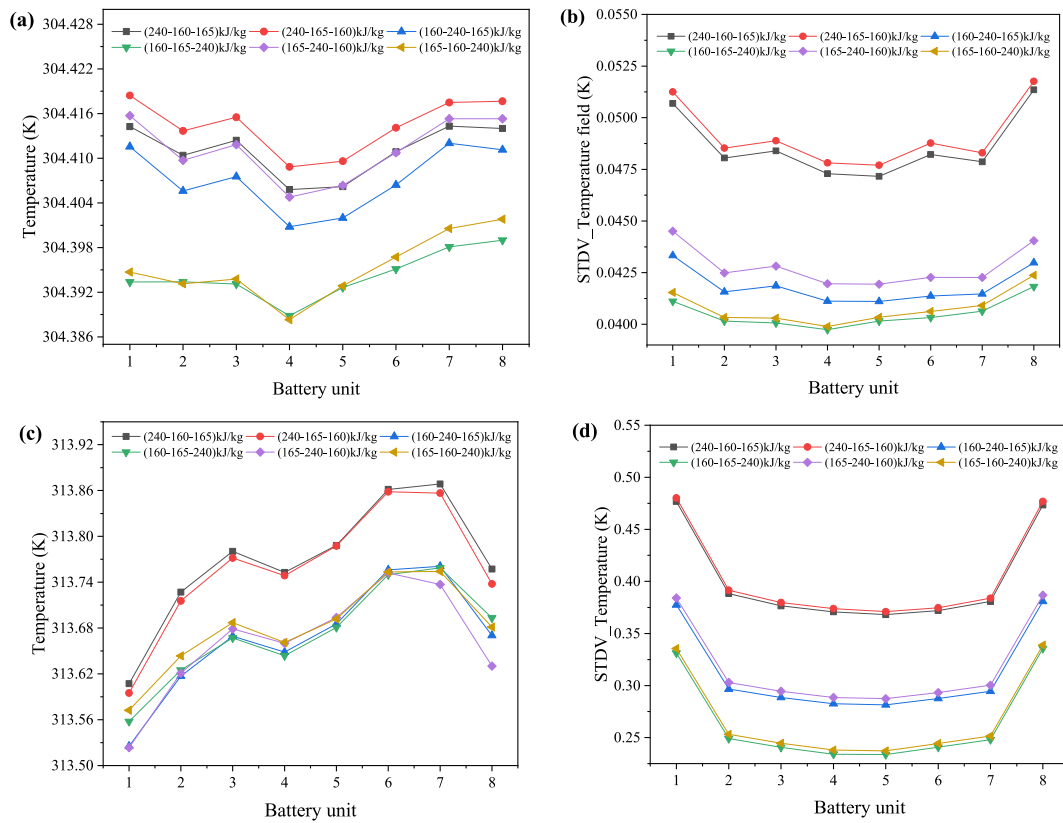 (a)
304.428
304.422
304.416
304.410
304.404
304.398
304.392
304.386
Temperature (K)
(240-160-165)kJ/kg (240-165-160)kJ/kg (160-240-165)kJ/kg
(160-165-240)kJ/kg (165-240-160)kJ/kg (165-160-240)kJ/kg
1 2 3 4 5 6 7 8
Battery unit
(b)
0.0550
0.0525
0.0500
0.0475
0.0450
0.0425
0.0400
STDV_Temperature field (K)
(240-160-165)kJ/kg (240-165-160)kJ/kg (160-240-165)kJ/kg
(160-165-240)kJ/kg (165-240-160)kJ/kg (165-160-240)kJ/kg
1 2 3 4 5 6 7 8
Battery unit
(c)
313.92
313.86
313.80
313.74
313.68
313.62
313.56
313.50
Temperature (K)
(240-160-165)kJ/kg (240-165-160)kJ/kg (160-240-165)kJ/kg
(160-165-240)kJ/kg (165-240-160)kJ/kg (165-160-240)kJ/kg
1 2 3 4 5 6 7 8
Battery unit
(d)
0.55
0.50
0.45
0.40
0.35
0.30
0.25
STDV_Temperature (K)
(240-160-165)kJ/kg (240-165-160)kJ/kg (160-240-165)kJ/kg
(160-165-240)kJ/kg (165-240-160)kJ/kg (165-160-240)kJ/kg
1 2 3 4 5 6 7 8
Battery unit